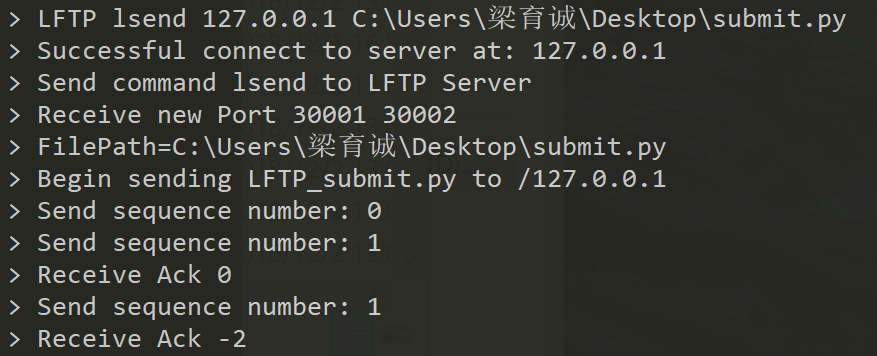 > LFTP lsend 127.0.0.1 C:\Users\梁育诚\Desktop\submit.py
> Successful connect to server at: 127.0.0.1
> Send command lsend to LFTP Server
> Receive new Port 30001 30002
> FilePath=C:\Users\梁育诚\Desktop\submit.py
> Begin sending LFTP_submit.py to /127.0.0.1
> Send sequence number: 0
> Send sequence number: 1
> Receive Ack 0
> Send sequence number: 1
> Receive Ack -2